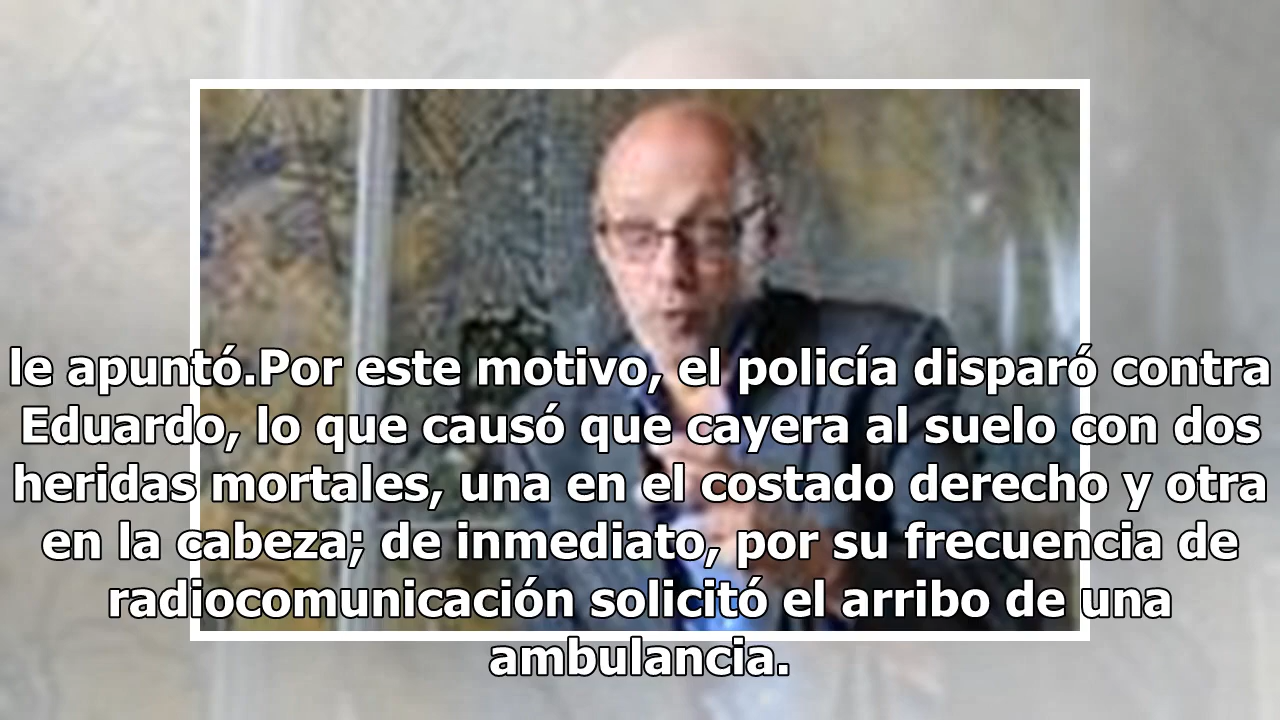 le apuntó.Por este motivo, el policía disparó contra
Eduardo, lo que causó que cayera al suelo con dos
heridas mortales, una en el costado derecho y otra
en la cabeza; de inmediato, por su frecuencia de
radiocomunicación solicitó el arribo de una
ambulancia.